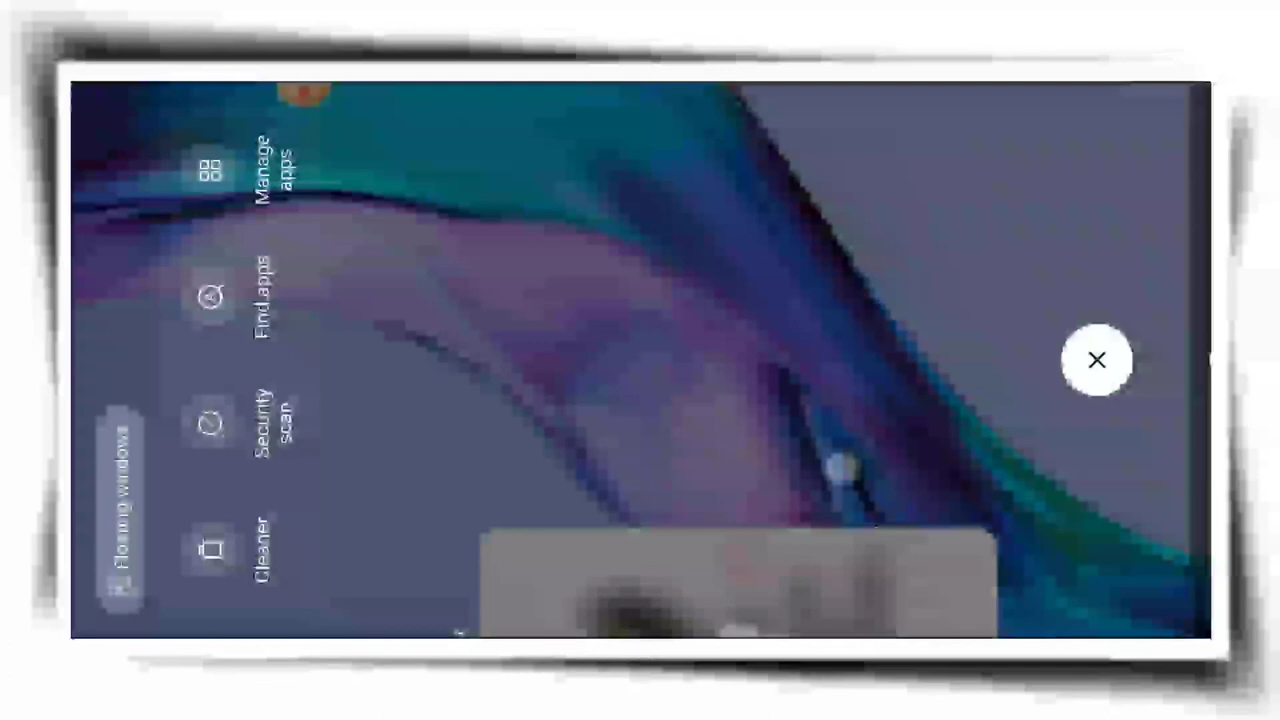 Floating windows
Cleaner
Security
scan
Find apps
Manage
apps